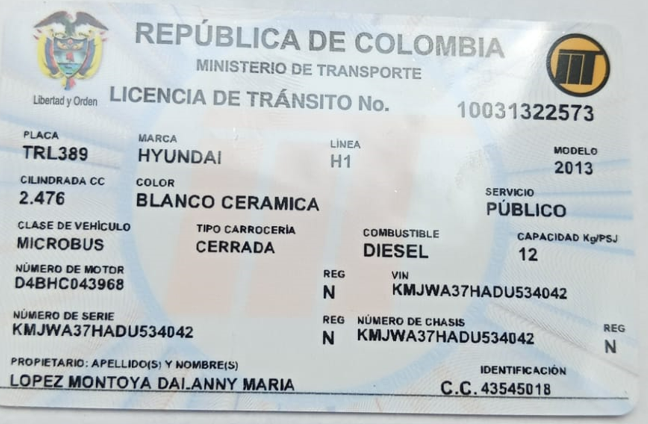 REPÚBLICA DE COLOMBIA
MINISTERIO DE TRANSPORTE
Libertad y Orden
LICENCIA DE TRÁNSITO No. 10031322573
PLACA MARCA LÍNEA MODELO
TRL389 HYUNDAI H1 2013
CILINDRADA CC COLOR SERVICIO
2.476 BLANCO CERAMICA PÚBLICO
CLASE DE VEHÍCULO TIPO CARROCERÍA COMBUSTIBLE CAPACIDAD Kg/PSJ
MICROBUS CERRADA DIESEL 12
NÚMERO DE MOTOR REG VIN
D4BHC043968 N KMJWA37HADU534042
NÚMERO DE SERIE REG NÚMERO DE CHASIS REG
KMJWA37HADU534042 N KMJWA37HADU534042 N
PROPIETARIO: APELLIDO(S) Y NOMBRE(S) IDENTIFICACIÓN
LOPEZ MONTOYA DALANNY MARIA C.C. 43545018